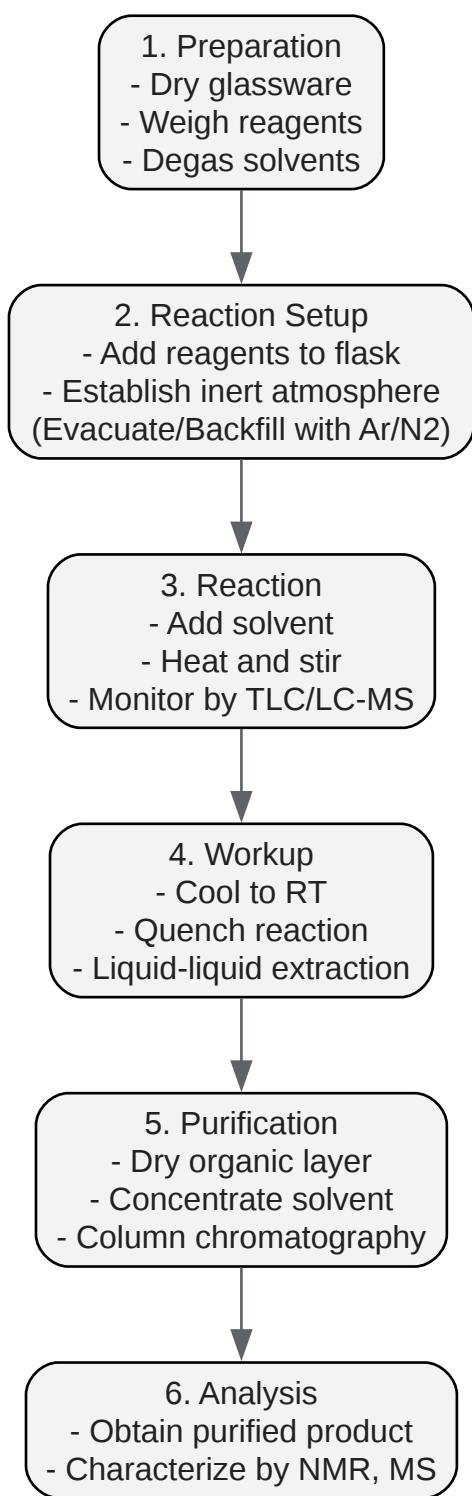 1. Preparation
- Dry glassware
- Weigh reagents
- Degas solvents
2. Reaction Setup
- Add reagents to flask
- Establish inert atmosphere
(Evacuate/Backfill with Ar/N2)
3. Reaction
- Add solvent
- Heat and stir
- Monitor by TLC/LC-MS
4. Workup
- Cool to RT
- Quench reaction
- Liquid-liquid extraction
5. Purification
- Dry organic layer
- Concentrate solvent
- Column chromatography
6. Analysis
- Obtain purified product
- Characterize by NMR, MS